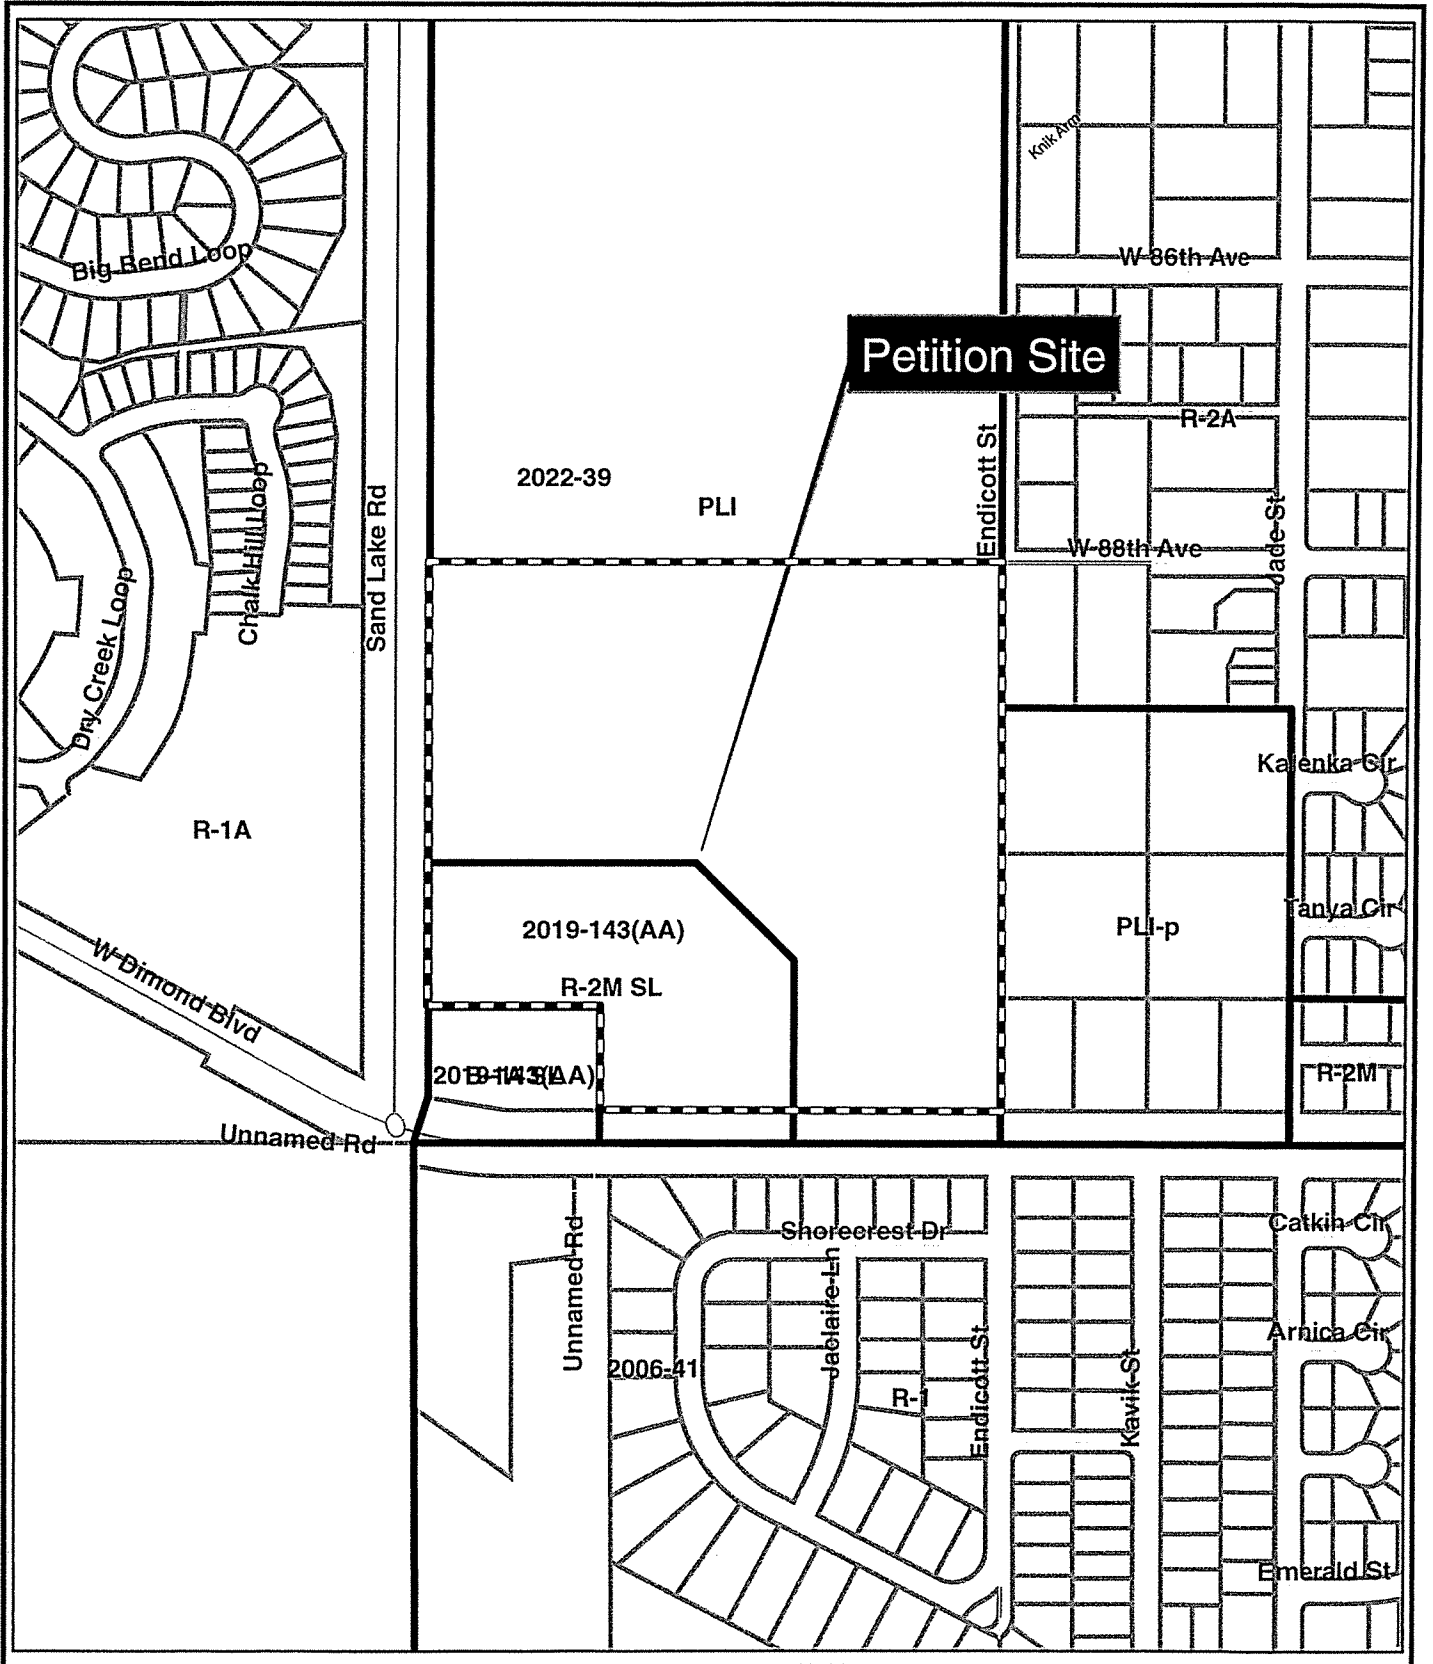 Knik Arm
Big Bend Loop
W 86th Ave
Petition Site
R-2A
2022-39
PLI
Endicott St
Sand Lake Rd
Chalk Hill Loop
Jade St
W 88th Ave
Dry Creek Loop
Kalenka Cir
R-1A
2019-143(AA)
PLI-p
Tanya Cir
W Dimond Blvd
R-2M SL
2019-143(AA)
R-2M
Unnamed Rd
Shorecrest Dr
Catkin Cir
Unnamed Rd
Jaclaire Ln
Arnica Cir
2006-41
R-1
Endicott St
Kavik St
Emerald St